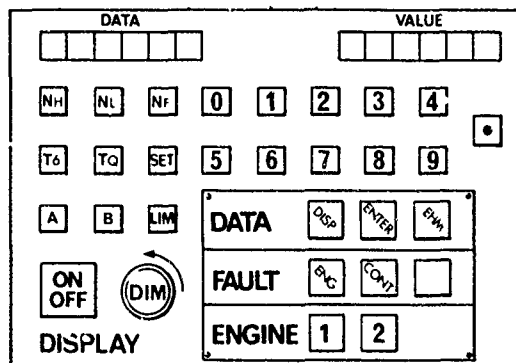 DATA VALUE
NH NL NF 0 1 2 3 4
T6 TQ SET 5 6 7 8 9
A B LIM DATA DISP ENTER EHM
ON OFF DIM FAULT ENG CONT
DISPLAY ENGINE 1 2